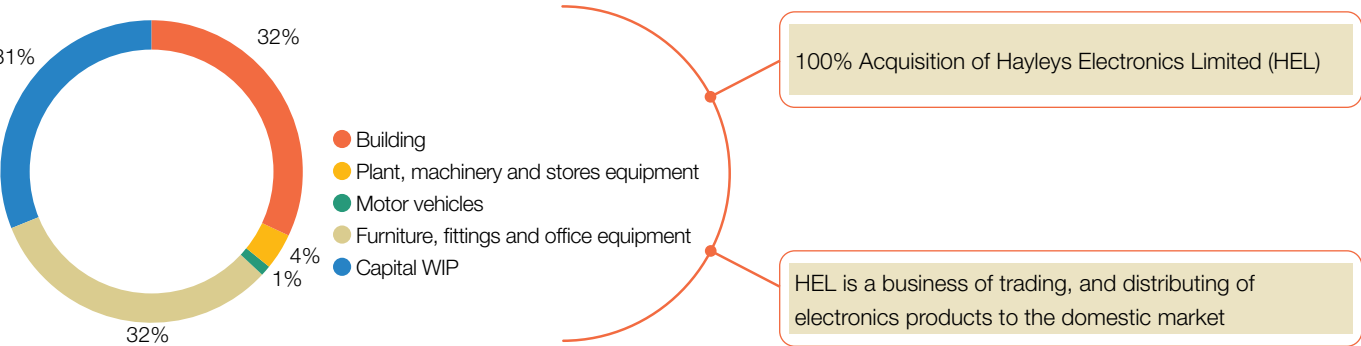 32%
31%
Building
Plant, machinery and stores equipment
Motor vehicles
Furniture, fittings and office equipment
Capital WIP
4%
1%
32%
100% Acquisition of Hayleys Electronics Limited (HEL)
HEL is a business of trading, and distributing of
electronics products to the domestic market